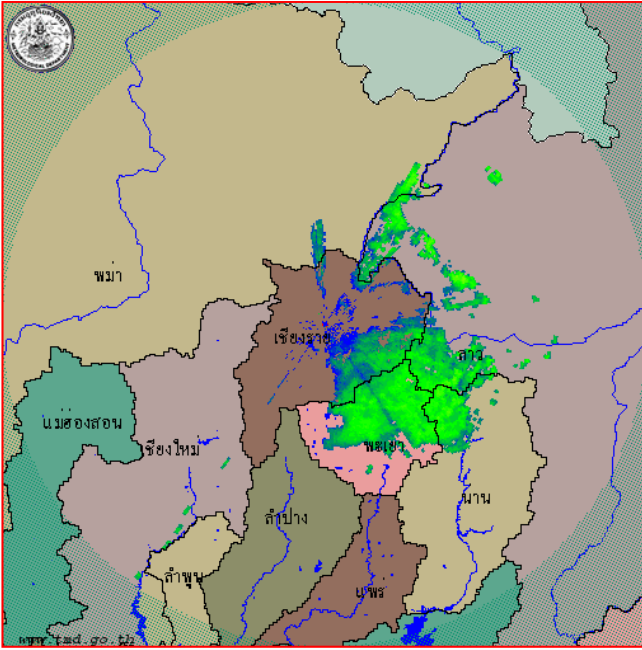 พม่า
เชียงราย
ลาว
แม่ฮ่องสอน
เชียงใหม่
พะเยา
น่าน
ลำปาง
ลำพูน
แพร่
www.tmd.go.th